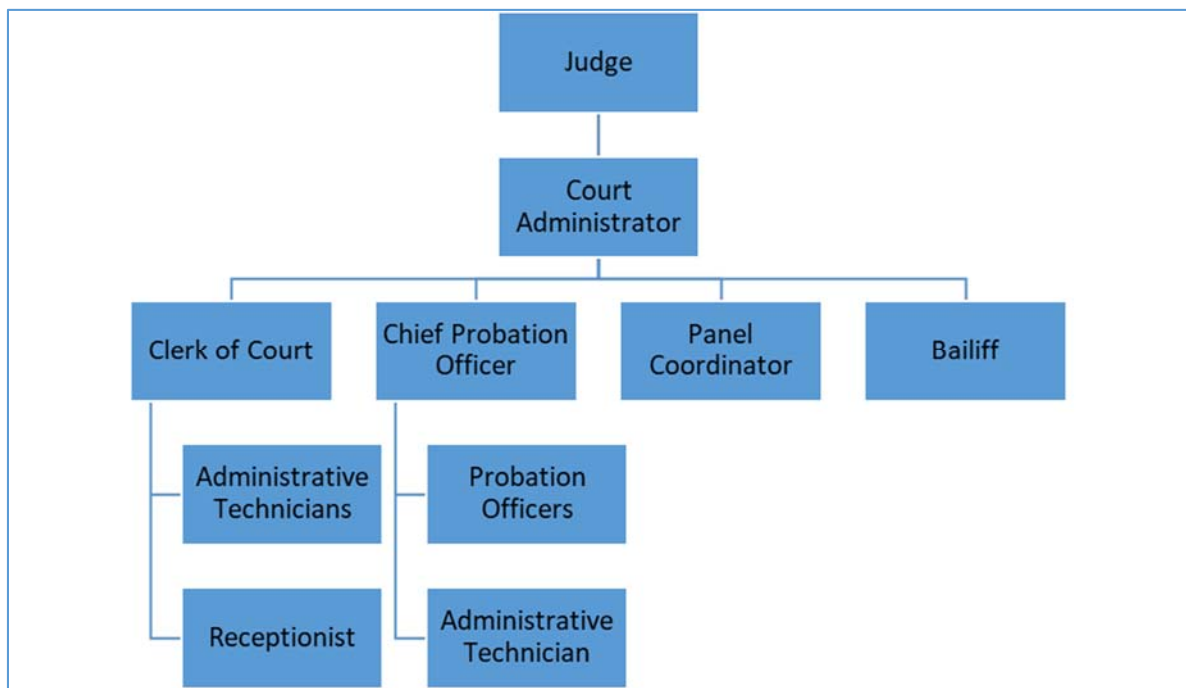 Judge
Court
Administrator
Clerk of Court
Chief Probation
Officer
Panel
Coordinator
Bailiff
Administrative
Technicians
Probation
Officers
Receptionist
Administrative
Technician